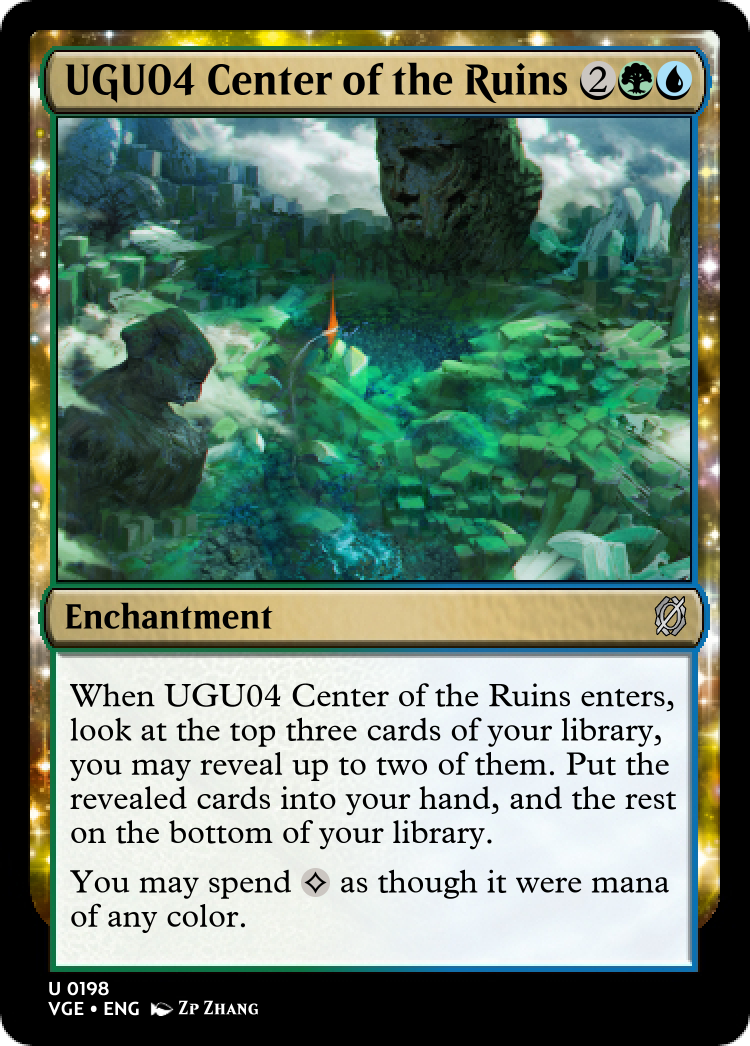 UGU04 Center of the Ruins 2
Enchantment
When UGU04 Center of the Ruins enters,
look at the top three cards of your library,
you may reveal up to two of them. Put the
revealed cards into your hand, and the rest
on the bottom of your library.
You may spend as though it were mana
of any color.
U 0198
VGE • ENG ZP ZHANG